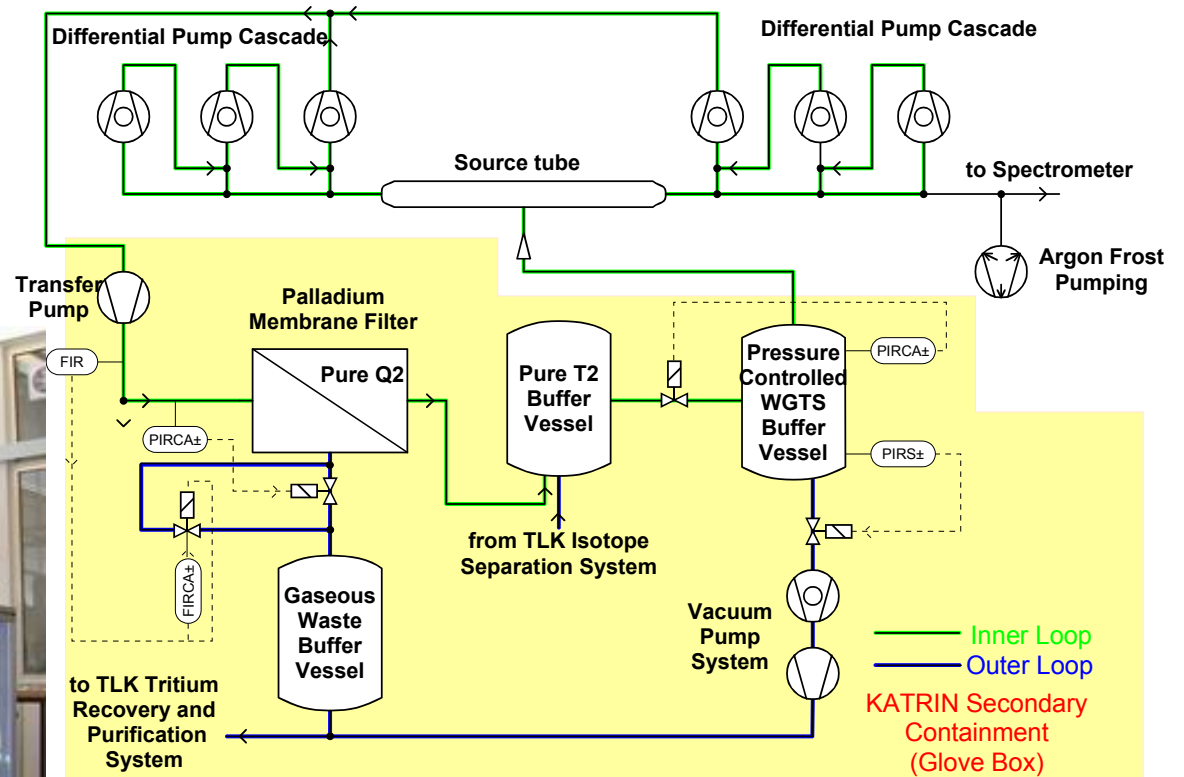 Differential Pump Cascade
Differential Pump Cascade
Source tube
to Spectrometer
Argon Frost
Pumping
Transfer
Pump
Palladium
Membrane Filter
FIR
Pure Q2
Pure T2
Buffer
Vessel
Pressure
Controlled
WGTS
Buffer
Vessel
PIRCA±
PIRCA±
PIRS±
FIRCA±
from TLK Isotope
Separation System
Gaseous
Waste
Buffer
Vessel
Vacuum
Pump
System
Inner Loop
Outer Loop
KATRIN Secondary
Containment
(Glove Box)
to TLK Tritium
Recovery and
Purification
System